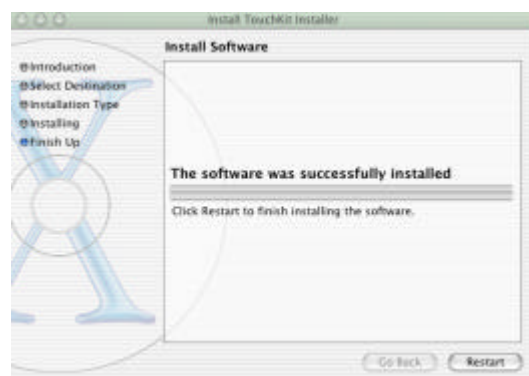 Install TouchKit Installer
Install Software
Introduction
Select Destination
Installation Type
Installing
Finish Up
The software was successfully installed
Click Restart to finish installing the software.
Go Back
Restart